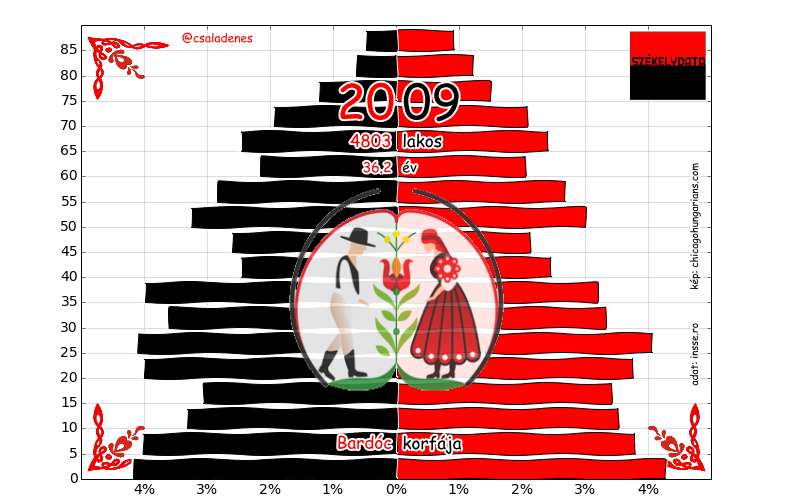 @csaladenes
SZÉKELYDATA
2009
4803 lakos
36,2 év
kép: chicagohungarians.com
adat: insse.ro
Bardóc korfája
85
80
75
70
65
60
55
50
45
40
35
30
25
20
15
10
5
0
4% 3% 2% 1% 0% 1% 2% 3% 4%